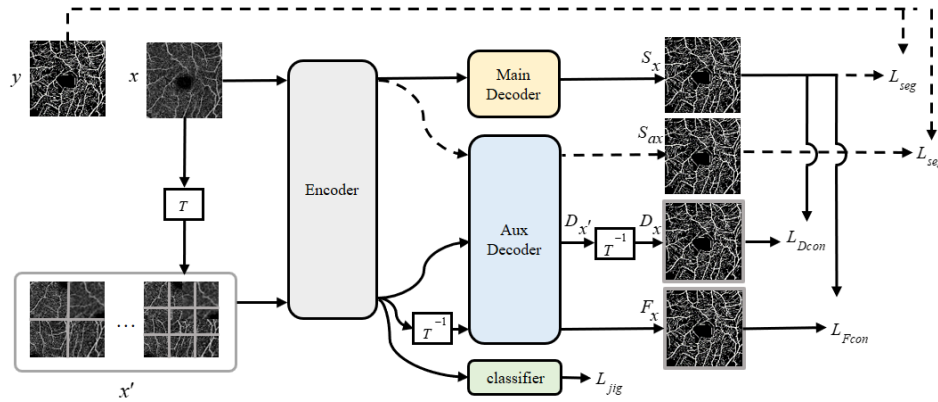 y
x
T
...
x′
Encoder
Main
Decoder
Aux
Decoder
T⁻¹
classifier
L_jig
D_x′
T⁻¹
D_x
S_x
S_ax
F_x
L_seg
L_seg
L_Dcon
L_Fcon